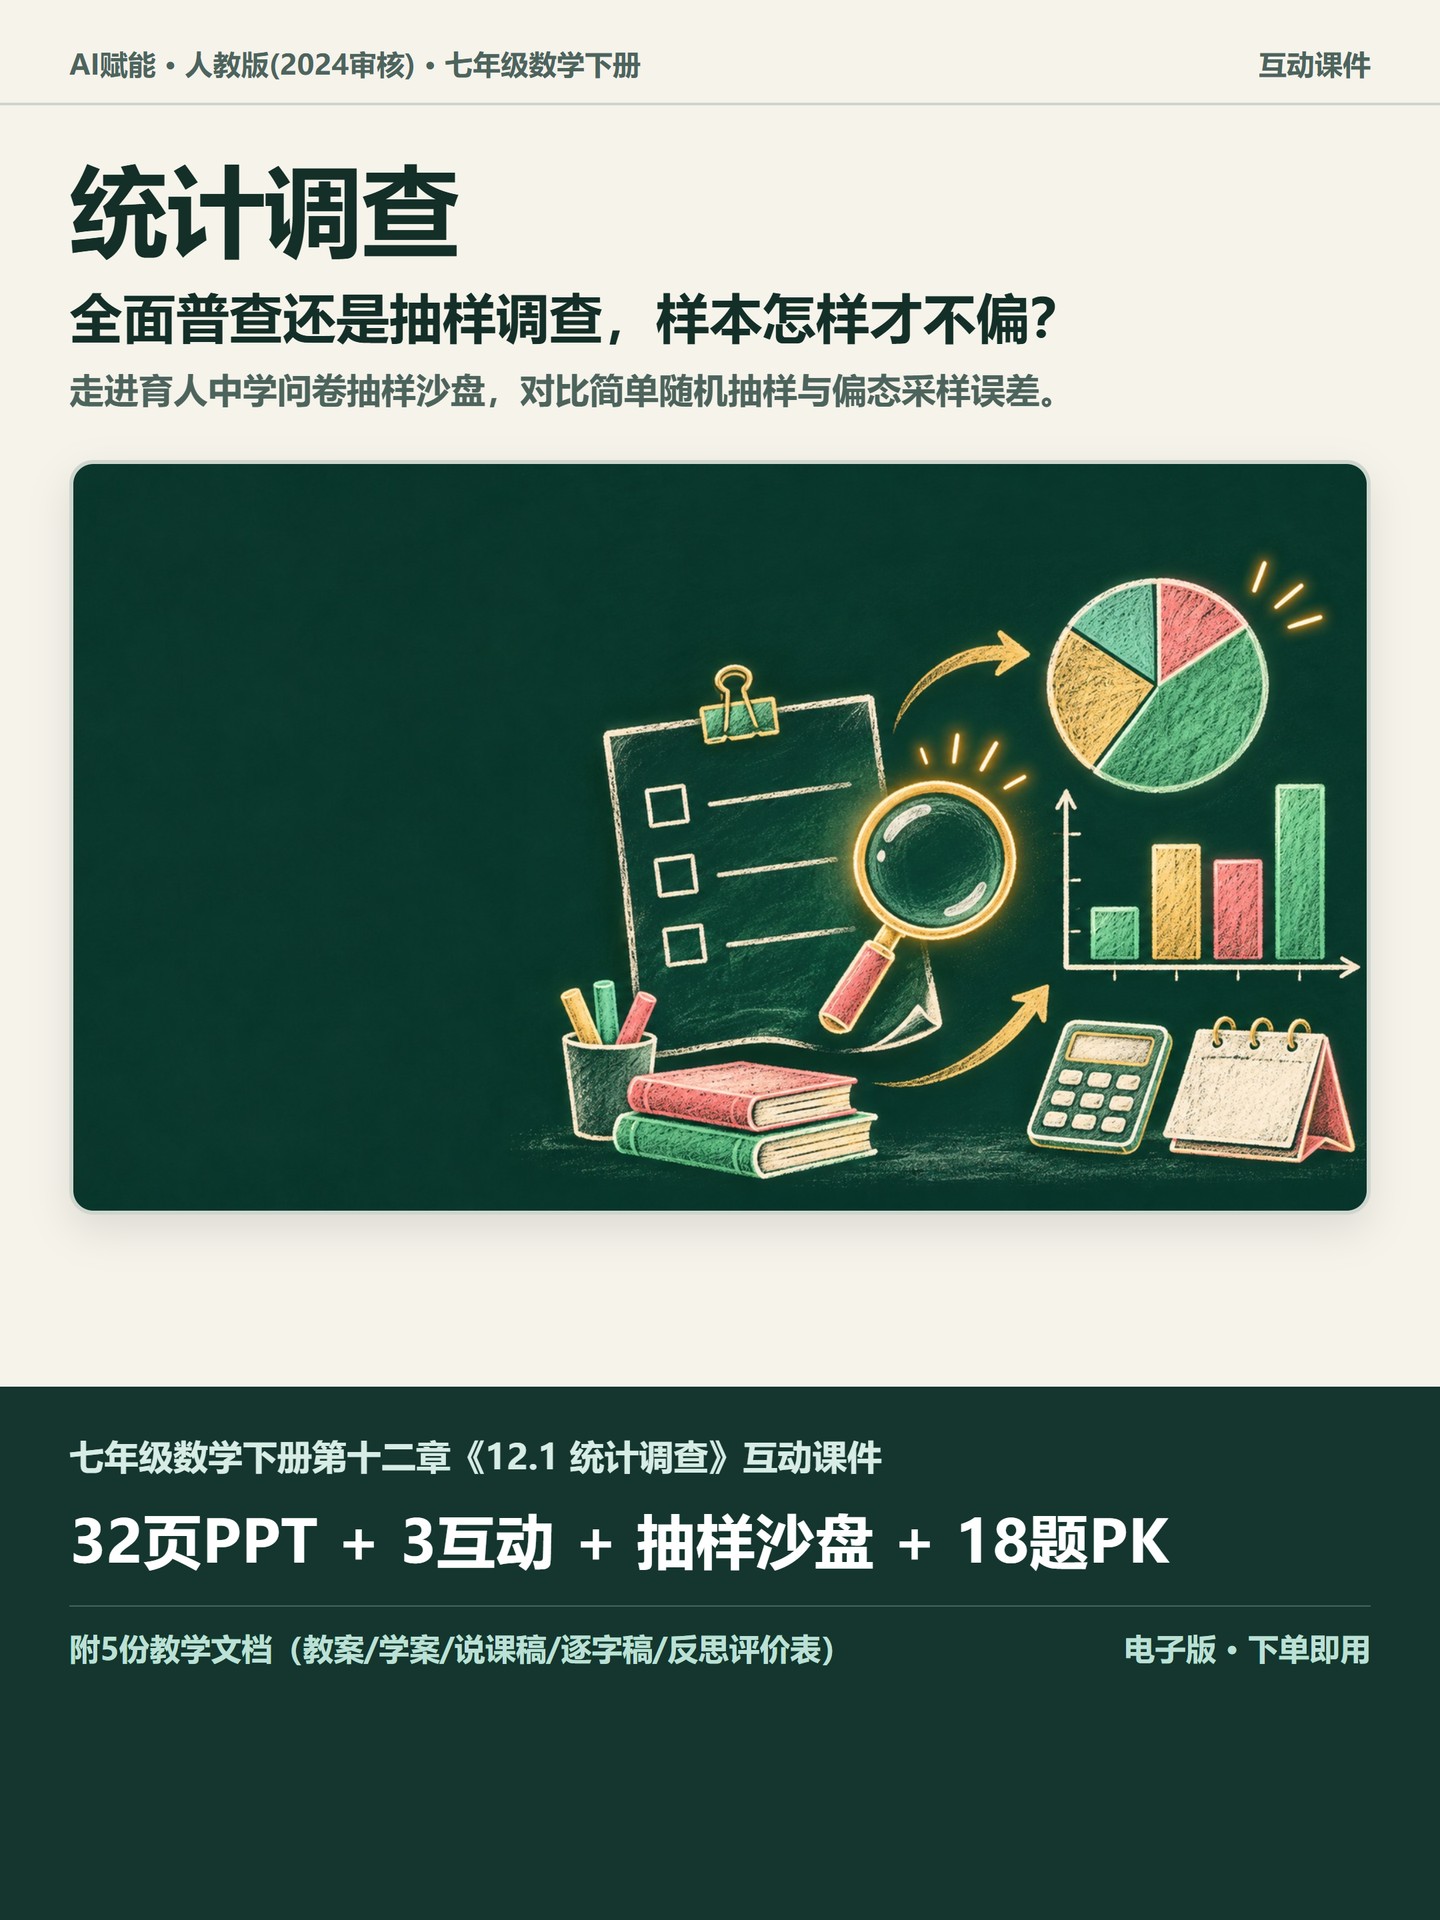 AI赋能 • 人教版(2024审核) • 七年级数学下册
互动课件
统计调查
全面普查还是抽样调查，样本怎样才不偏？
走进育人中学问卷抽样沙盘，对比简单随机抽样与偏态采样误差。
七年级数学下册第十二章《12.1 统计调查》互动课件
32页PPT + 3互动 + 抽样沙盘 + 18题PK
附5份教学文档（教案/学案/说课稿/逐字稿/反思评价表）
电子版 • 下单即用